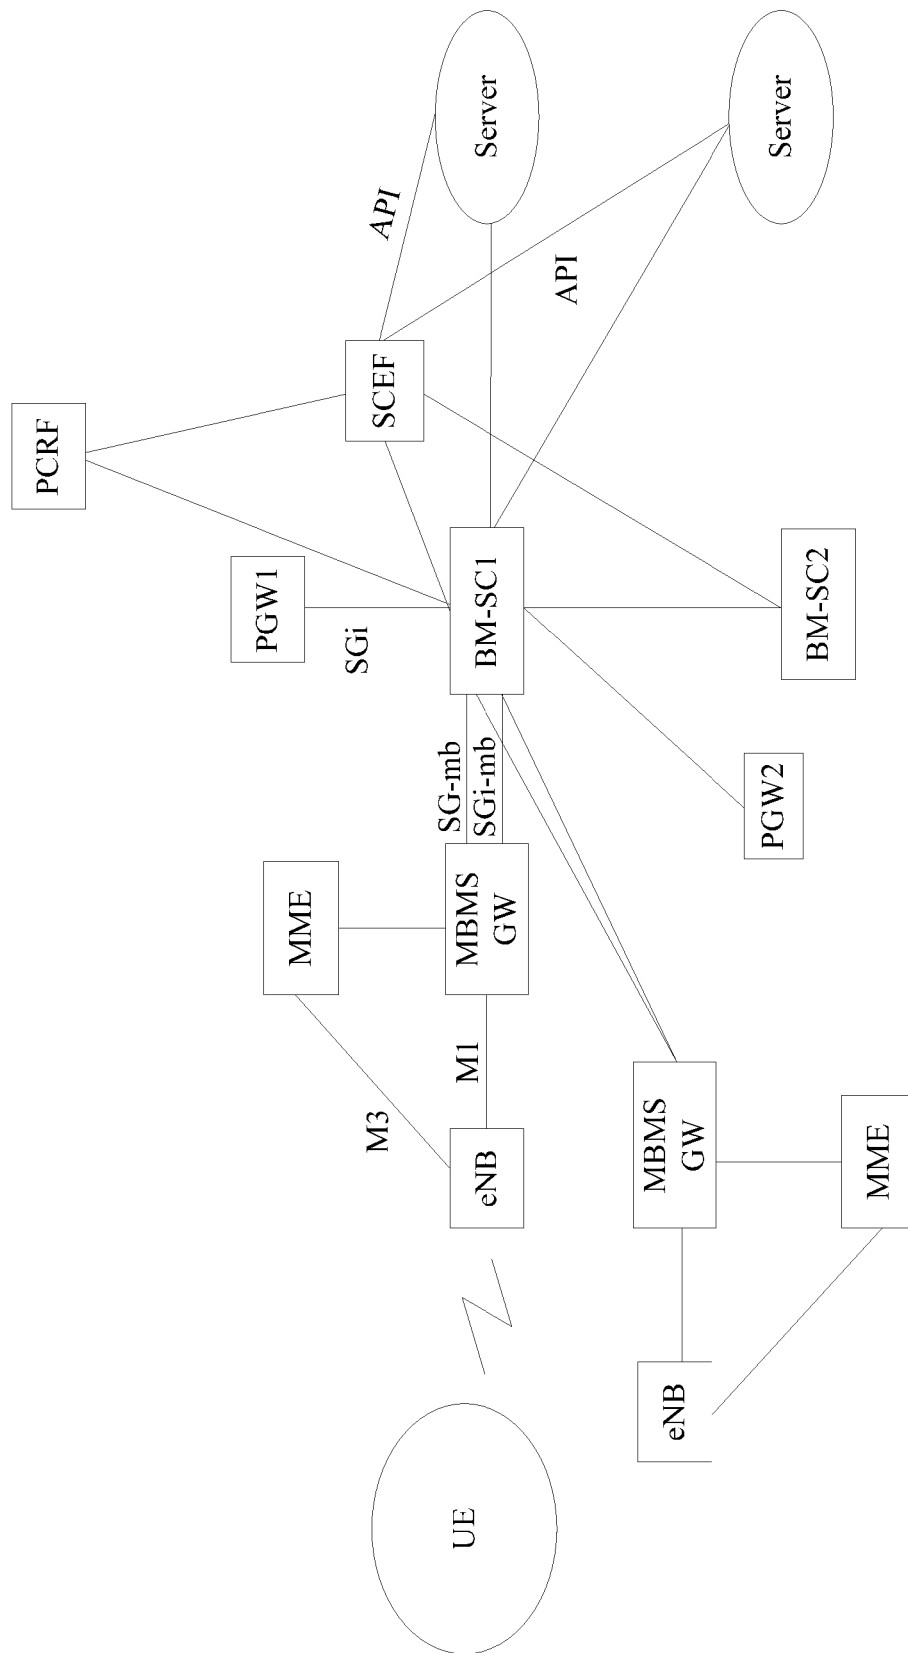 UE
eNB
M3
M1
MME
MBMS
GW
SG-mb
SGi-mb
PGW1
SGi
PCRF
BM-SC1
SCEF
API
Server
API
Server
eNB
MBMS
GW
MME
PGW2
BM-SC2